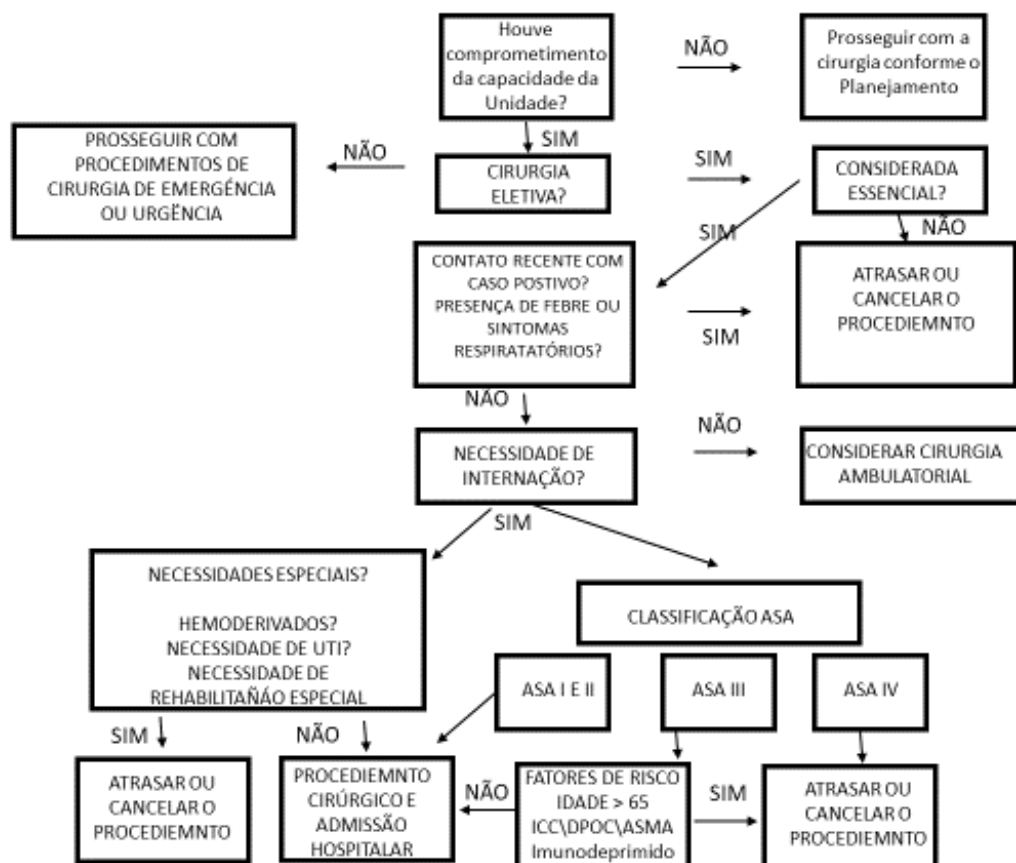 Houve
comprometimento
da capacidade da
Unidade?
NÃO
Prosseguir com a
cirurgia conforme o
Planejamento
SIM
PROSSEGUIR COM
PROCEDIMENTOS DE
CIRURGIA DE EMERGÉNCIA
OU URGËNCIA
NÃO
CIRURGIA
ELETIVA?
SIM
CONSIDERADA
ESSENCIAL?
SIM
NÃO
CONTATO RECENTE COM
CASO POSTIVO?
PRESENÇA DE FEBRE OU
SINTOMAS
RESPIRATATÓRIOS?
SIM
ATRASAR OU
CANCELAR O
PROCEDIEMNTO
NÃO
NECESSIDADE DE
INTERNAÇÃO?
NÃO
CONSIDERAR CIRURGIA
AMBULATORIAL
SIM
NECESSIDADES ESPECIAIS?
HEMODERIVADOS?
NECESSIDADE DE UTI?
NECESSIDADE DE
REHABILITAÑÁO ESPECIAL
CLASSIFICAÇÃO ASA
ASA I E II
ASA III
ASA IV
SIM
NÃO
ATRASAR OU
CANCELAR O
PROCEDIEMNTO
PROCEDIEMNTO
CIRÚRGICO E
ADMISSÃO
HOSPITALAR
NÃO
FATORES DE RISCO
IDADE > 65
ICC\DPOC\ASMA
Imunodeprimido
SIM
ATRASAR OU
CANCELAR O
PROCEDIEMNTO